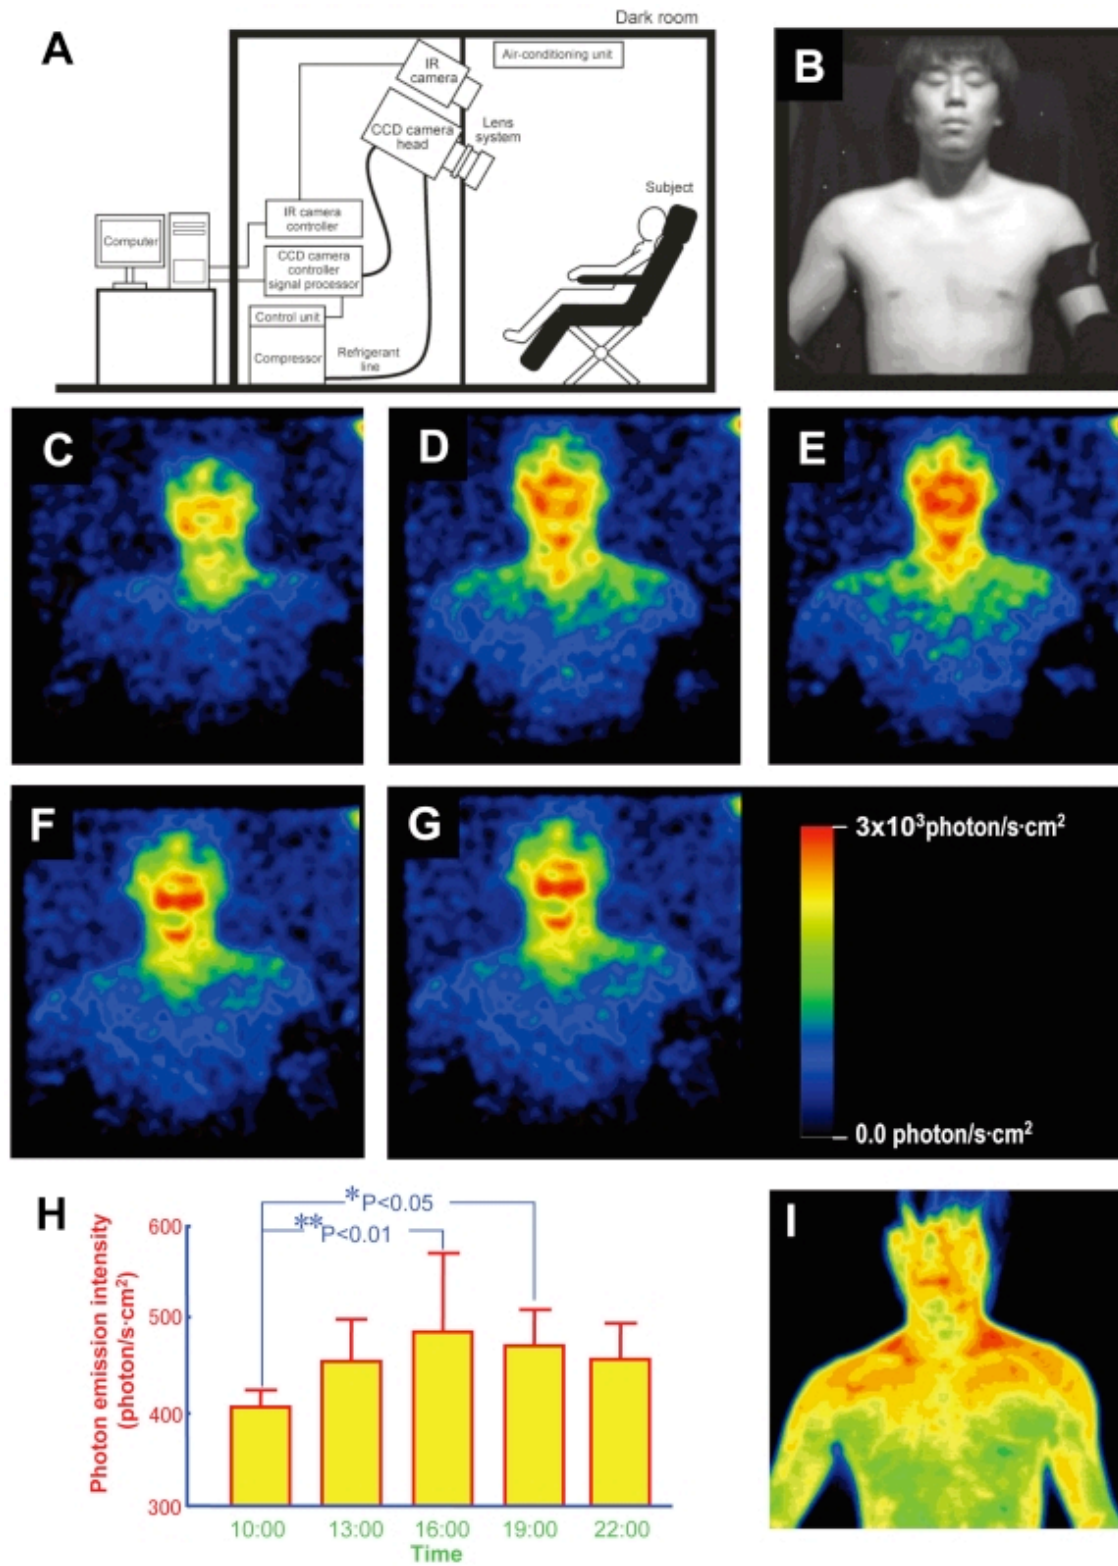 A
Dark room
Air-conditioning unit
IR
camera
CCD camera
head
Lens
system
Subject
Computer
IR camera
controller
CCD camera
controller
signal processor
Control unit
Compressor
Refrigerant
line
B
C
D
E
F
G
3x10³photon/s·cm²
0.0 photon/s·cm²
H
*P<0.05
**P<0.01
Photon emission intensity
(photon/s·cm²)
600
500
400
300
10:00
13:00
16:00
19:00
22:00
Time
I